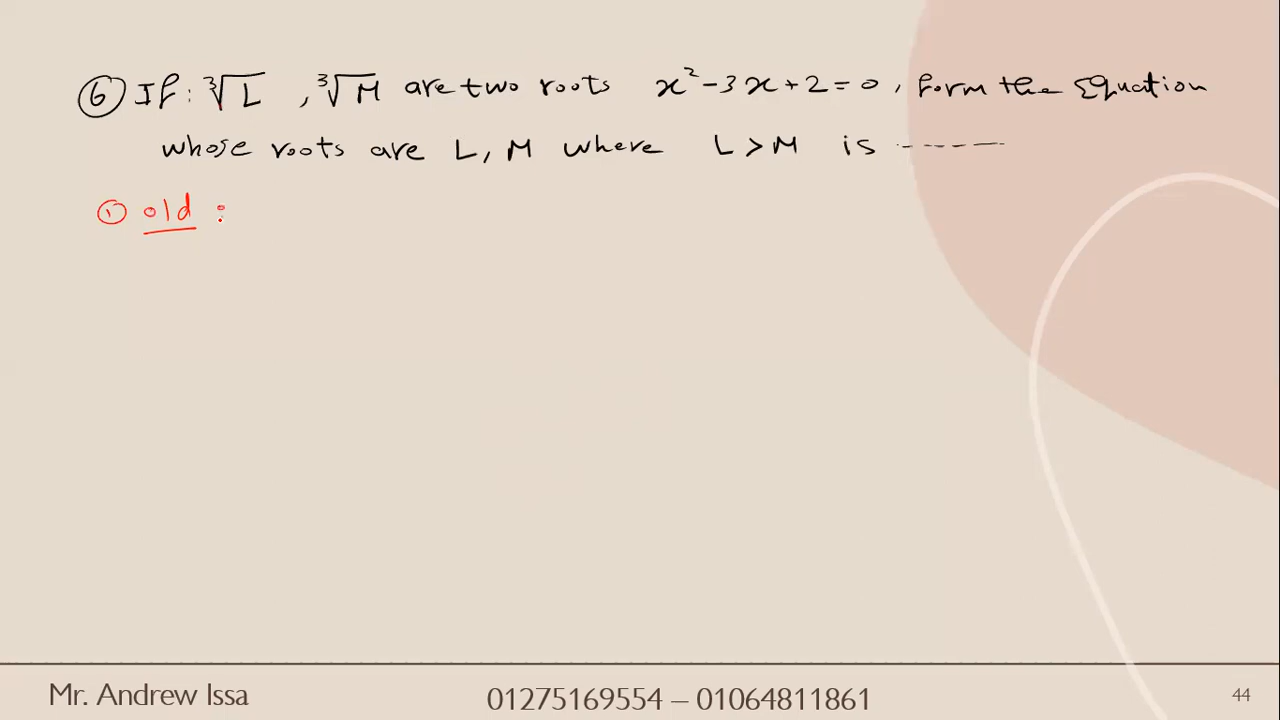 ⑥ If: ∛L , ∛M are two roots x² - 3x + 2 = 0 , form the Equation
whose roots are L, M where L > M is -------
① old :
Mr. Andrew Issa
01275169554 – 01064811861
44